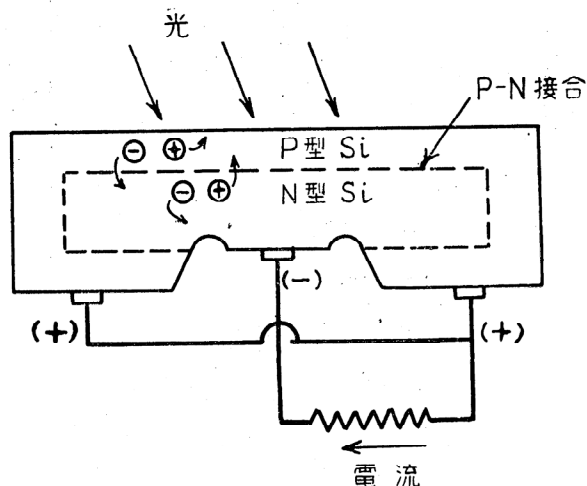 光
P-N接合
P型 Si
N型 Si
(-)
(+)
(+)
電流